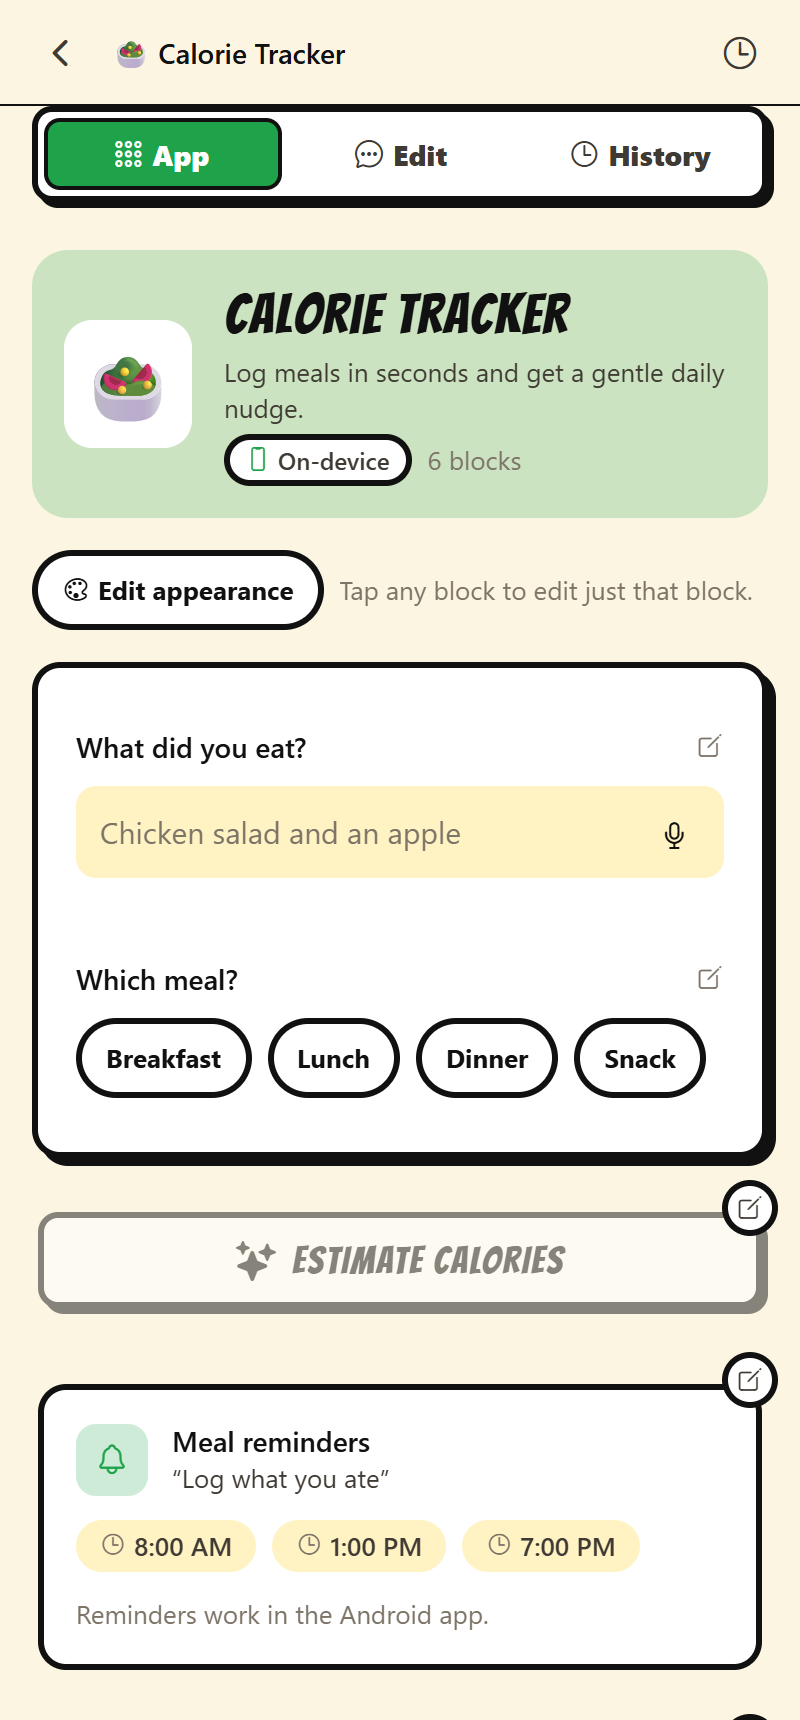 Calorie Tracker
App Edit History
CALORIE TRACKER
Log meals in seconds and get a gentle daily
nudge.
On-device 6 blocks
Edit appearance Tap any block to edit just that block.
What did you eat?
Chicken salad and an apple
Which meal?
Breakfast Lunch Dinner Snack
ESTIMATE CALORIES
Meal reminders
“Log what you ate”
8:00 AM 1:00 PM 7:00 PM
Reminders work in the Android app.